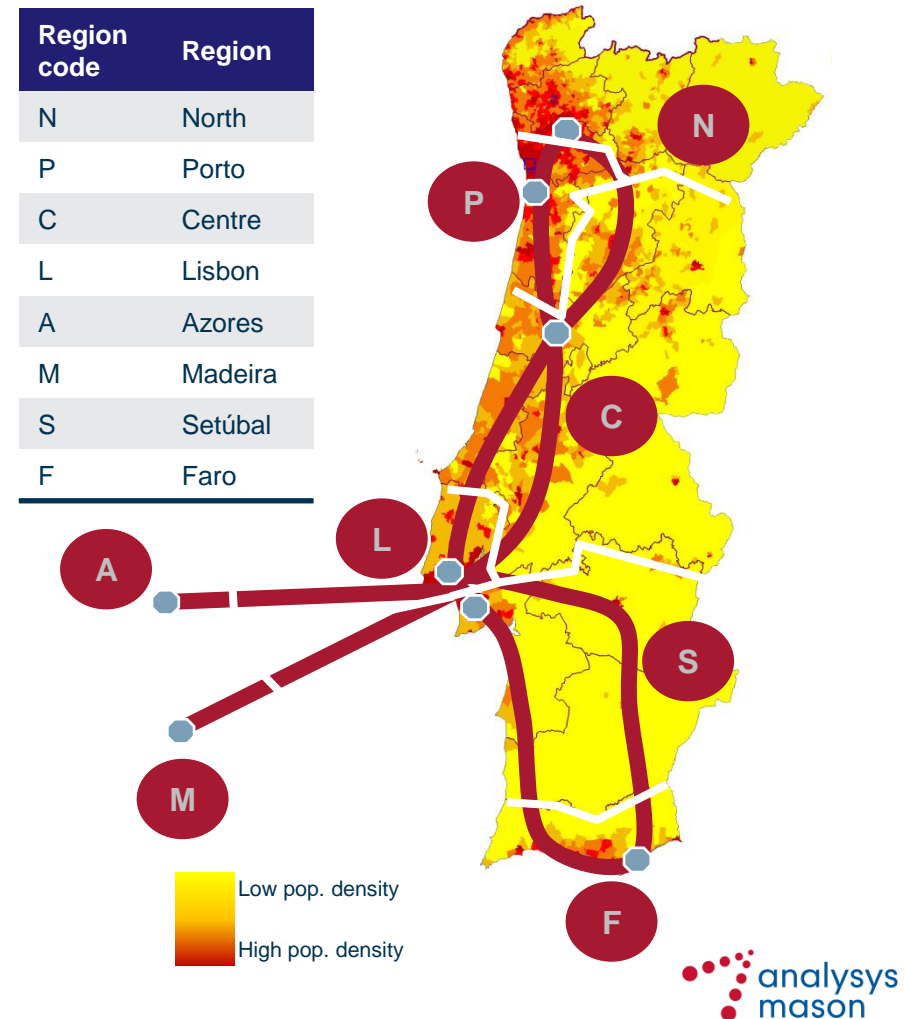 Region code Region
N North
P Porto
C Centre
L Lisbon
A Azores
M Madeira
S Setúbal
F Faro
N
P
C
L
A
S
M
F
Low pop. density
High pop. density
analysys
mason